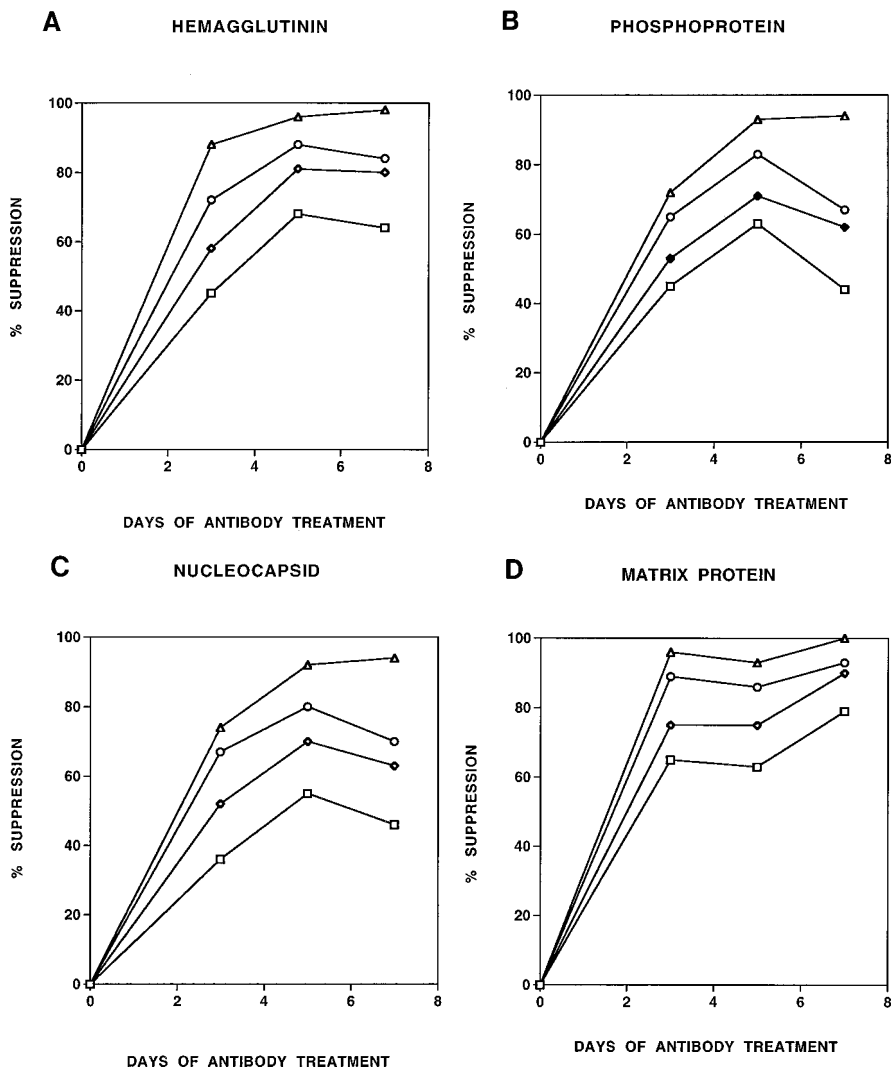 A
HEMAGGLUTININ
100
80
60
40
20
0
% SUPPRESSION
0 2 4 6 8
DAYS OF ANTIBODY TREATMENT
B
PHOSPHOPROTEIN
100
80
60
40
20
0
% SUPPRESSION
0 2 4 6 8
DAYS OF ANTIBODY TREATMENT
C
NUCLEOCAPSID
100
80
60
40
20
0
% SUPPRESSION
0 2 4 6 8
DAYS OF ANTIBODY TREATMENT
D
MATRIX PROTEIN
100
80
60
40
20
0
% SUPPRESSION
0 2 4 6 8
DAYS OF ANTIBODY TREATMENT